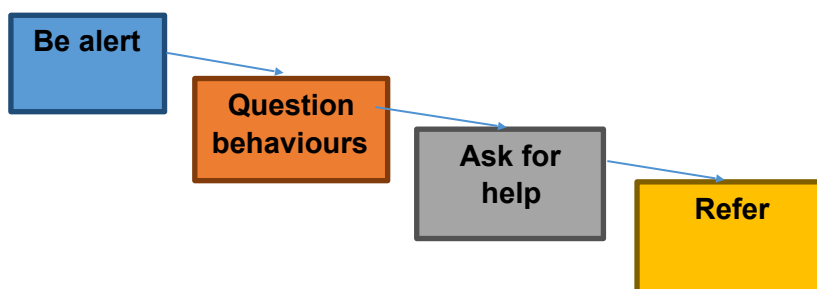 Be alert
Question
behaviours
Ask for
help
Refer